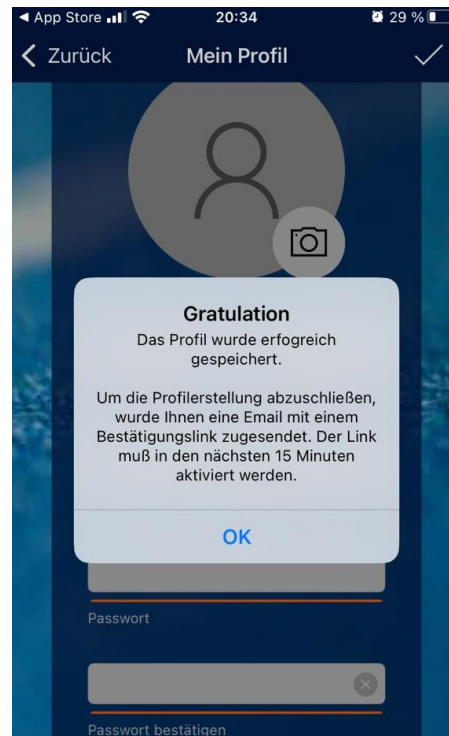 ◀ App Store 20:34 29 %
Zurück Mein Profil
Gratulation
Das Profil wurde erfogreich
gespeichert.
Um die Profilerstellung abzuschließen,
wurde Ihnen eine Email mit einem
Bestätigungslink zugesendet. Der Link
muß in den nächsten 15 Minuten
aktiviert werden.
OK
Passwort
Passwort bestätigen